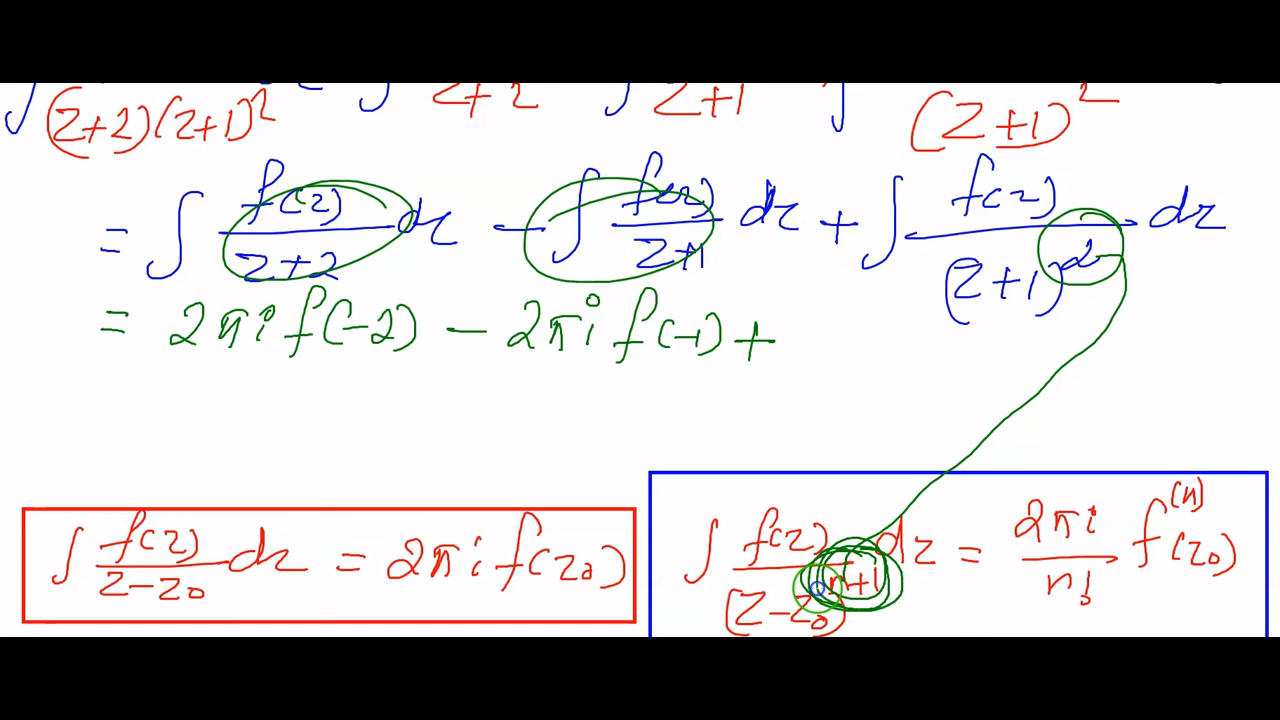 ∫ (z+2)(z+1)² = ∫ z+2 ∫ z+1 ∫ (z+1)²
= ∫ f(z)/(z+2) dz − ∫ f(z)/(z+1) dz + ∫ f(z)/(z+1)² dz
= 2πi f(-2) − 2πi f(-1) +
∫ f(z)/(z−z₀) dz = 2πi f(z₀)
∫ f(z)/(z−z₀)ⁿ⁺¹ dz = 2πi/n! f⁽ⁿ⁾(z₀)